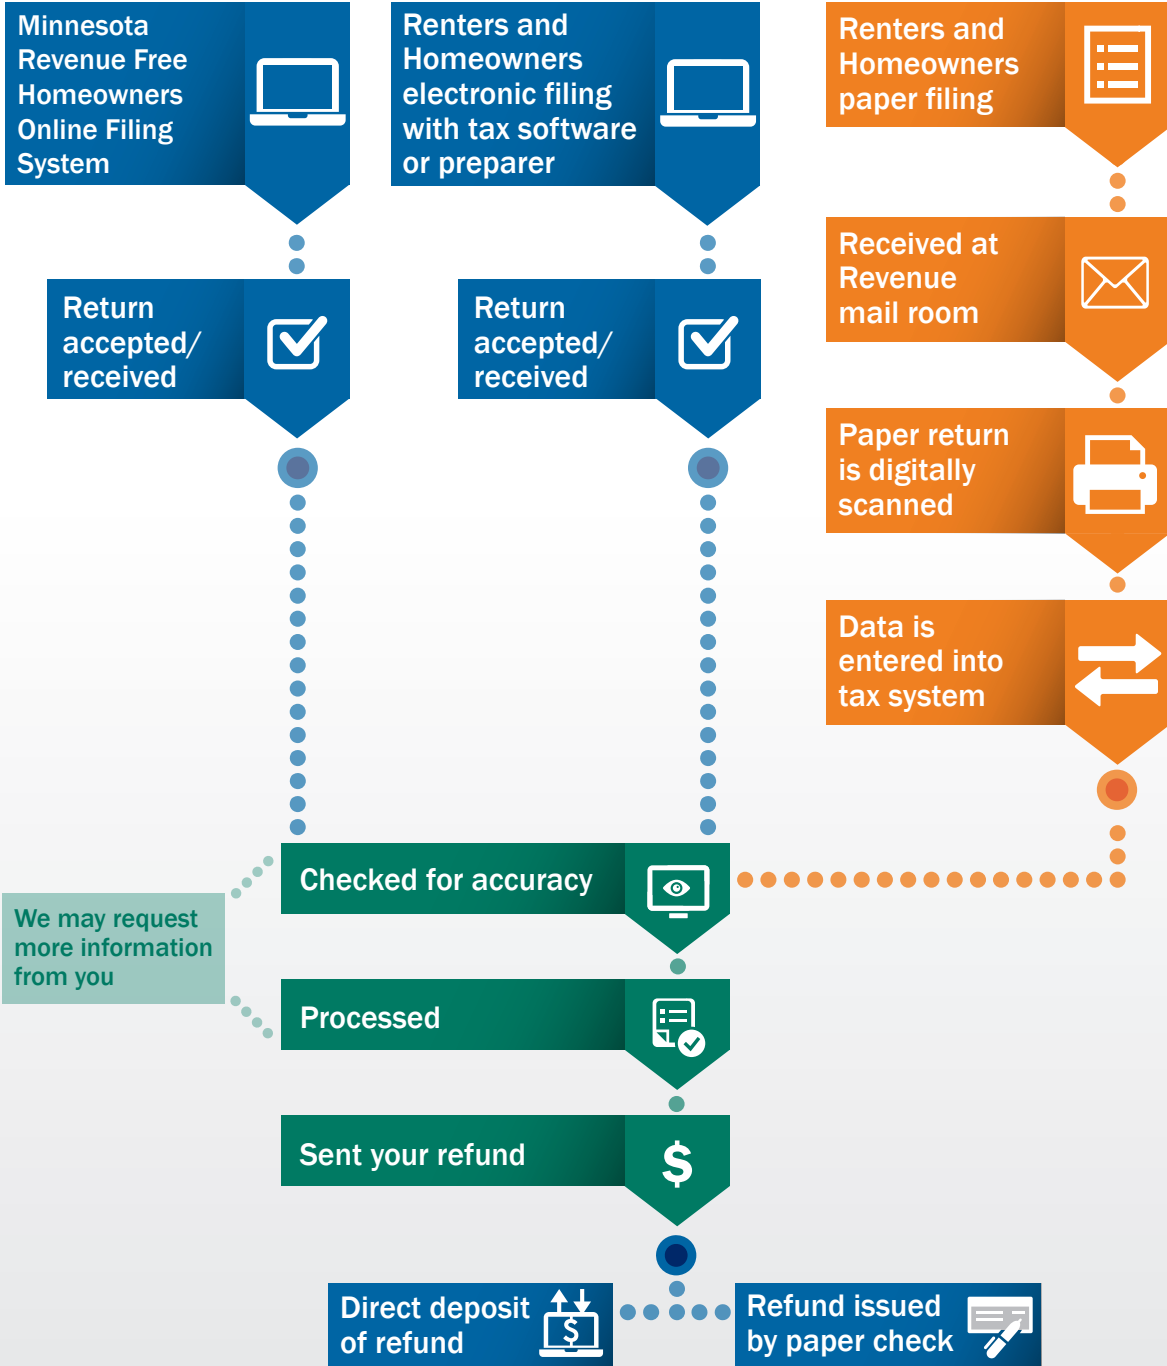 Minnesota
Revenue Free
Homeowners
Online Filing
System
Renters and
Homeowners
electronic filing
with tax software
or preparer
Renters and
Homeowners
paper filing
Return
accepted/
received
Return
accepted/
received
Received at
Revenue
mail room
Paper return
is digitally
scanned
Data is
entered into
tax system
Checked for accuracy
We may request
more information
from you
Processed
Sent your refund
$
Direct deposit
of refund
$
Refund issued
by paper check